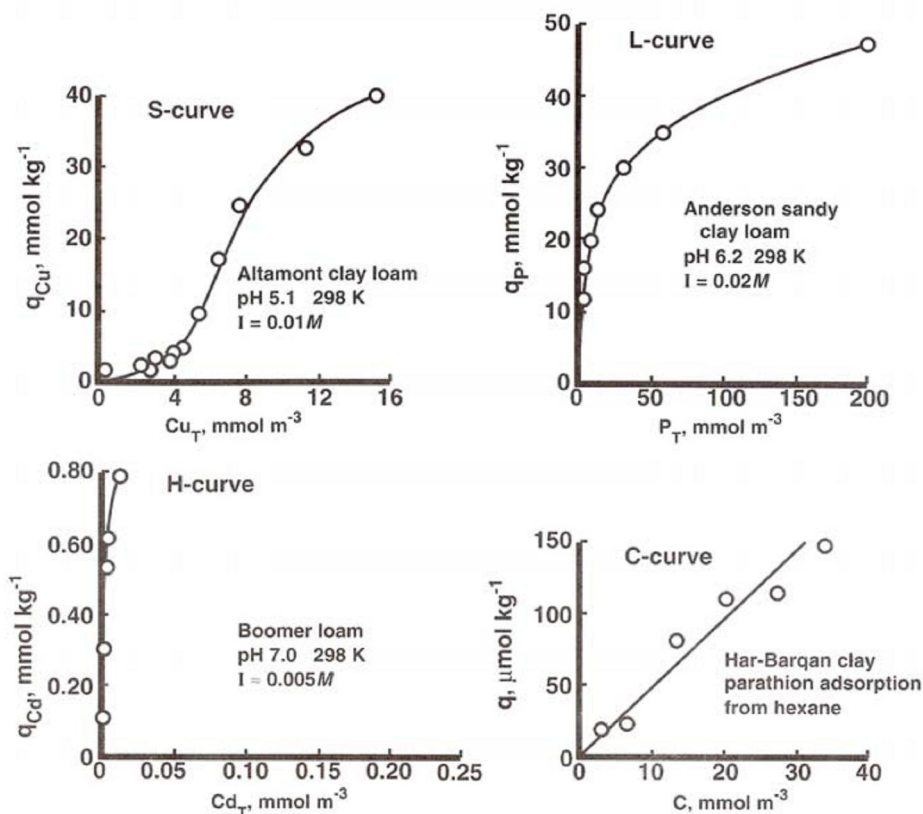 S-curve
40
30
20
10
0
q_Cu, mmol kg⁻¹
Altamont clay loam
pH 5.1 298 K
I = 0.01M
0 4 8 12 16
Cu_T, mmol m⁻³
L-curve
50
40
30
20
10
0
q_P, mmol kg⁻¹
Anderson sandy
clay loam
pH 6.2 298 K
I = 0.02M
0 50 100 150 200
P_T, mmol m⁻³
H-curve
0.80
0.60
0.40
0.20
0
q_Cd, mmol kg⁻¹
Boomer loam
pH 7.0 298 K
I = 0.005M
0 0.05 0.10 0.15 0.20 0.25
Cd_T, mmol m⁻³
C-curve
150
100
50
0
q, μmol kg⁻¹
Har-Barqan clay
parathion adsorption
from hexane
0 10 20 30 40
C, mmol m⁻³